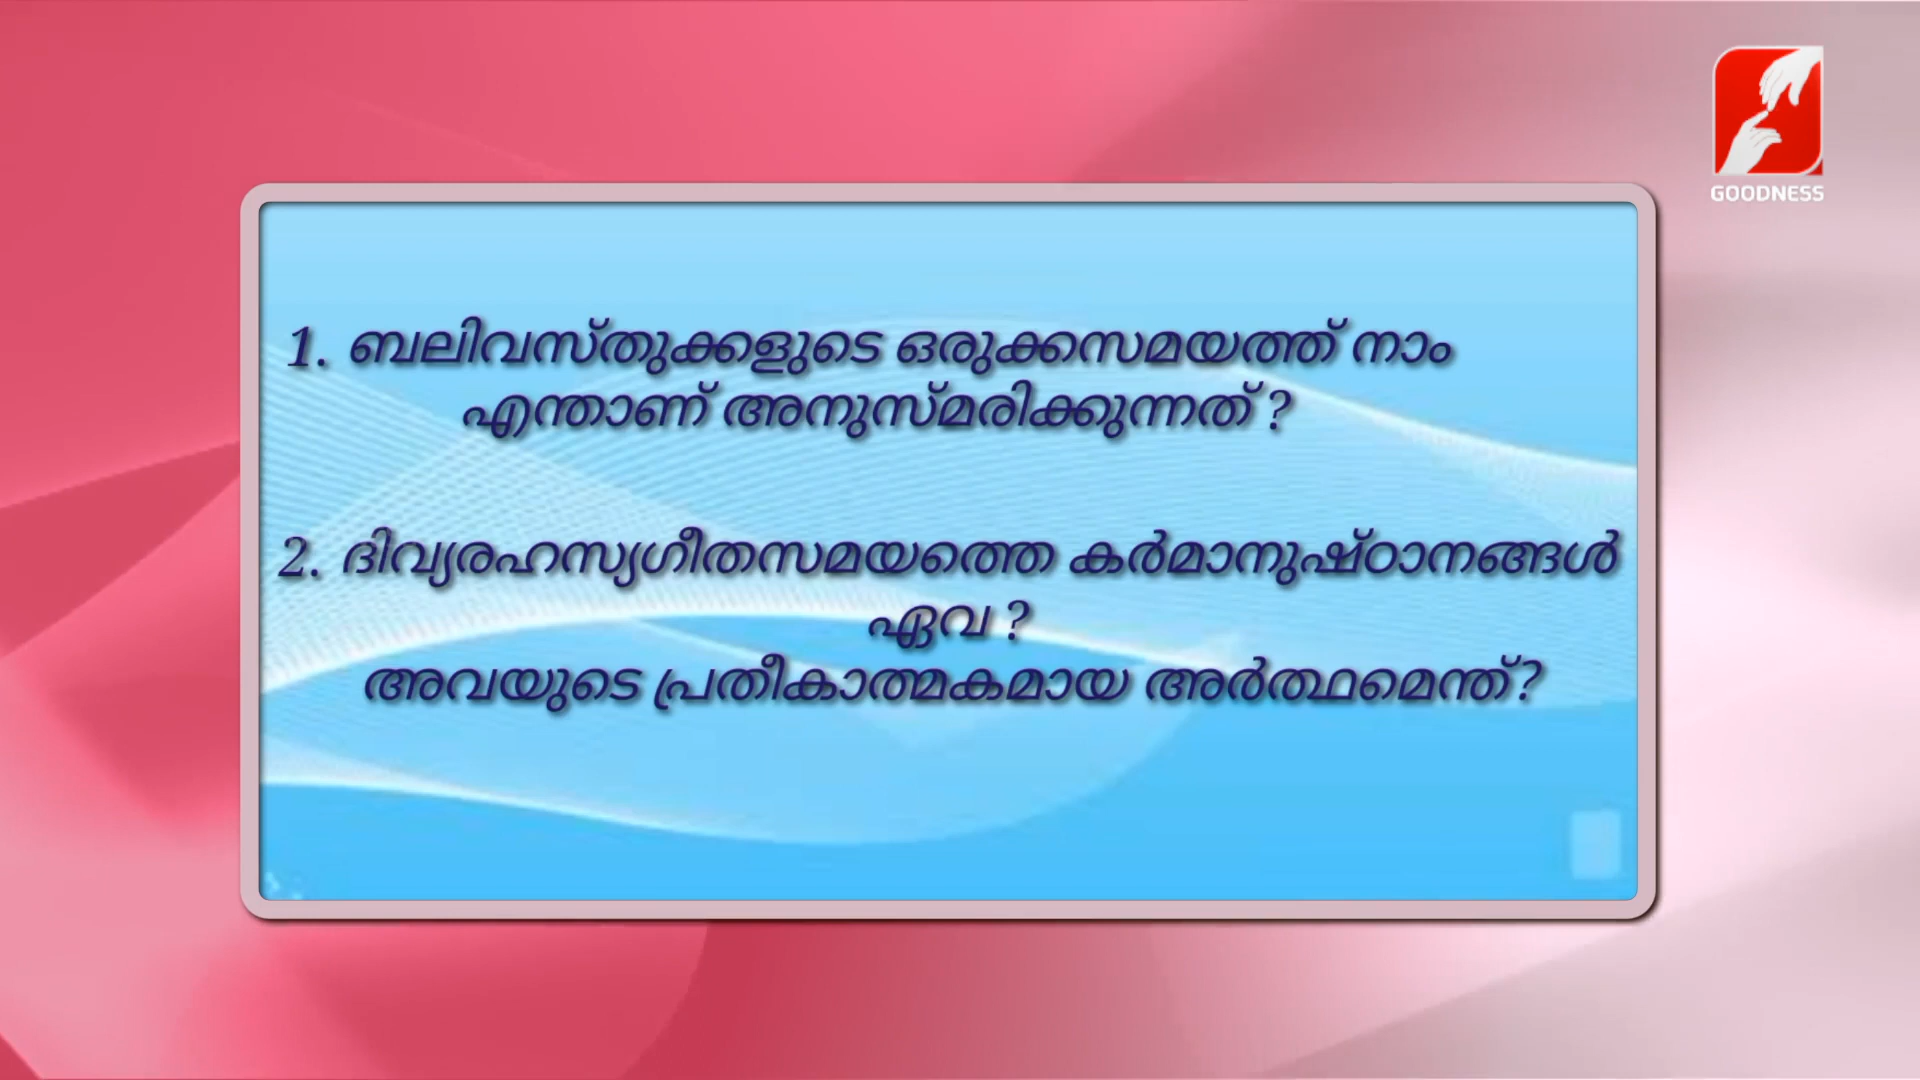 GOODNESS
1. ബലിവസ്തുക്കളുടെ ഒരുക്കസമയത്ത് നാം
എന്താണ് അനുസ്മരിക്കുന്നത് ?
2. ദിവ്യരഹസ്യഗീതസമയത്തെ കർമാനുഷ്ഠാനങ്ങൾ
ഏവ ?
അവയുടെ പ്രതീകാത്മകമായ അർത്ഥമെന്ത്?